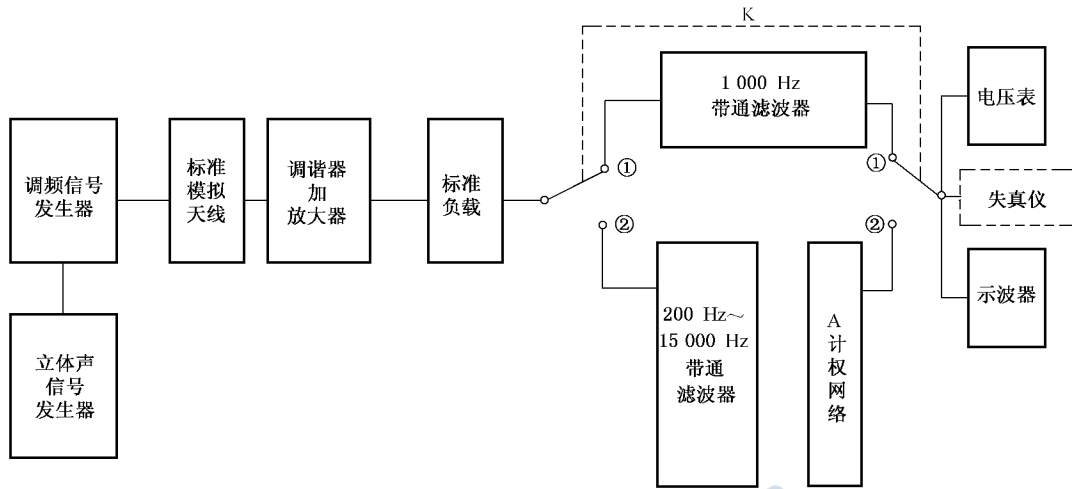 K
1 000 Hz
带通滤波器
电压表
调频信号
发生器
标准
模拟
天线
调谐器
加
放大器
标准
负载
①
①
失真仪
②
②
示波器
立体声
信号
发生器
200 Hz～
15 000 Hz
带通
滤波器
A
计
权
网
络